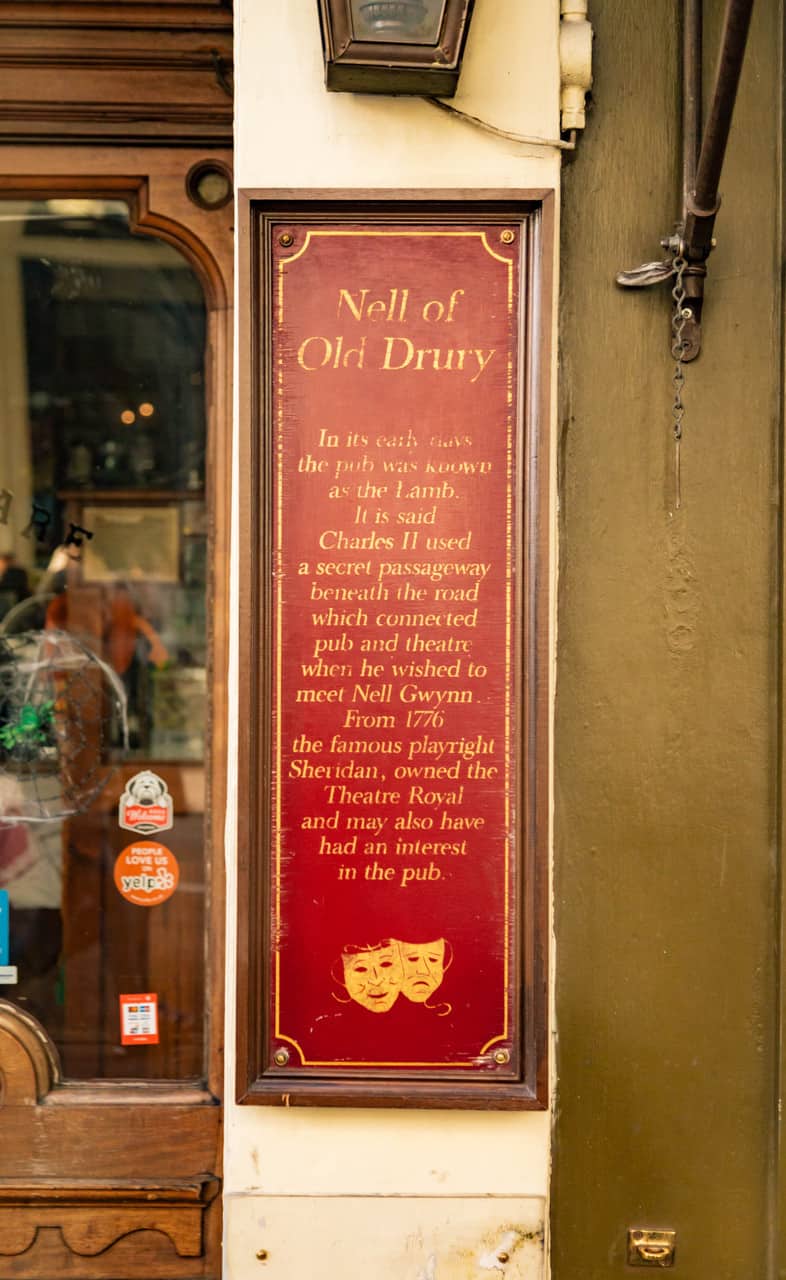 Nell of
Old Drury
In its early days
the pub was known
as the Lamb.
It is said
Charles II used
a secret passageway
beneath the road
which connected
pub and theatre
when he wished to
meet Nell Gwynn.
From 1776
the famous playright
Sheridan, owned the
Theatre Royal
and may also have
had an interest
in the pub.
Welcome
PEOPLE
LOVE US
ON
yelp